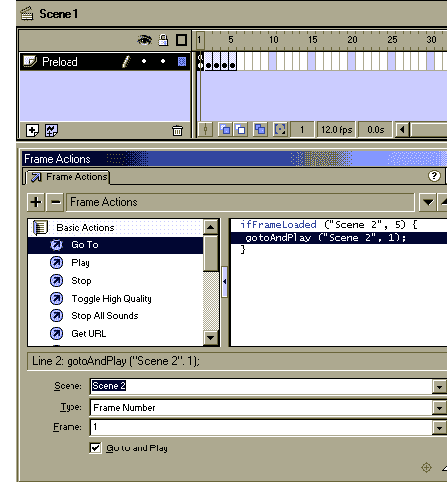 Scene1
1 5 10 15 20 25 30
Preload
1 12.0 fps 0.0s
Frame Actions
Frame Actions
?
+ − Frame Actions
Basic Actions
Go To
Play
Stop
Toggle High Quality
Stop All Sounds
Get URL
ifFrameLoaded ("Scene 2", 5) {
gotoAndPlay ("Scene 2", 1);
}
Line 2: gotoAndPlay ("Scene 2". 1);
Scene: Scene 2
Type: Frame Number
Frame: 1
Go to and Play